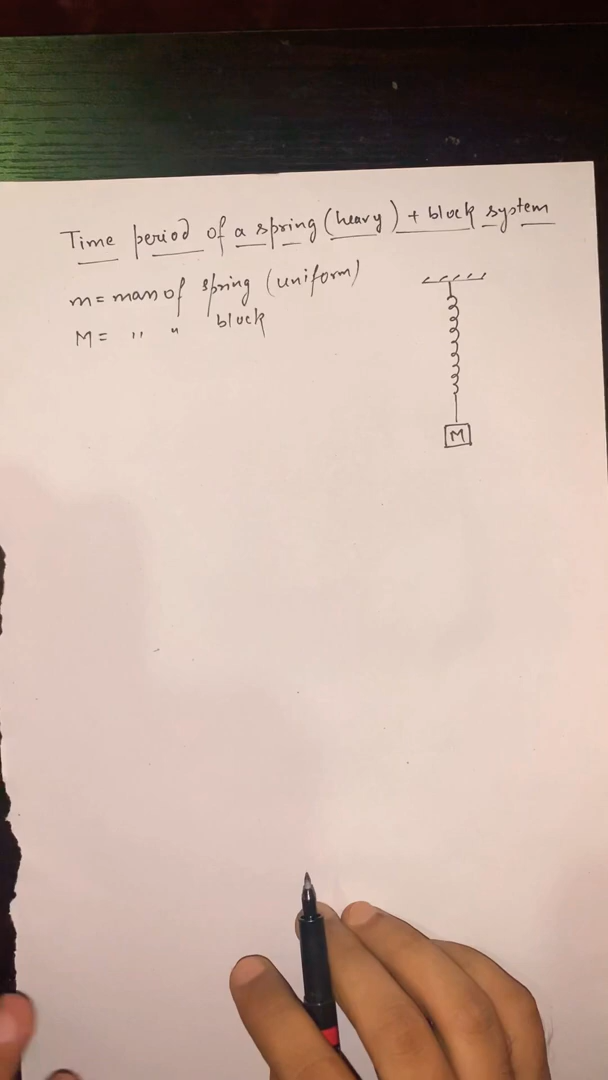 Time period of a spring (heavy) + block system
m = mass of spring (uniform)
M = " " block
M